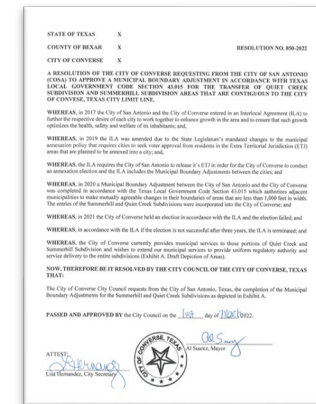 STATE OF TEXAS X
COUNTY OF BEXAR X RESOLUTION NO. 850-2022
CITY OF CONVERSE X
A RESOLUTION OF THE CITY OF CONVERSE REQUESTING FROM THE CITY OF SAN ANTONIO
(COSA) TO APPROVE A MUNICIPAL BOUNDARY ADJUSTMENT IN ACCORDANCE WITH TEXAS
LOCAL GOVERNMENT CODE SECTION 43.015 FOR THE TRANSFER OF QUIET CREEK
SUBDIVISION AND SUMMERHILL SUBDIVISION AREAS THAT ARE CONTIGUOUS TO THE CITY
OF CONVESE, TEXAS CITY LIMIT LINE.
WHEREAS, in 2017 the City of San Antonio and the City of Converse entered in an Interlocal Agreement (ILA) to
further the respective desire of each city to work together to enhance growth in the area and to ensure that such growth
optimizes the health, safety and welfare of its inhabitants; and,
WHEREAS, in 2019 the ILA was amended due to the State Legislator's mandated changes to the municipal
annexation policy that requires cities to seek voter approval from residents in the Extra Territorial Jurisdiction (ETJ)
areas that are planned to be annexed into a city; and,
WHEREAS, the ILA requires the City of San Antonio to release it's ETJ in order for the City of Converse to conduct
an annexation election and the ILA includes the Municipal Boundary Adjustments between the cities; and
WHEREAS, in 2020 a Municipal Boundary Adjustment between the City of San Antonio and the City of Converse
was completed in accordance with the Texas Local Government Code Section 43.015 which authorizes adjacent
municipalities to make mutually agreeable changes in their boundaries of areas that are less than 1,000 feet in width.
The entries of the Summerhill and Quiet Creek Subdivisions were incorporated into the City of Converse; and
WHEREAS, in 2021 the City of Converse held an election in accordance with the ILA and the election failed; and
WHEREAS, in accordance with the ILA if the election is not successful after three years, the ILA is terminated; and
WHEREAS, the City of Converse currently provides municipal services to those portions of Quiet Creek and
Summerhill Subdivision and wishes to extend our municipal services to provide uniform regulatory authority and
service delivery to the entire subdivisions (Exhibit A. Draft Depiction of Areas).
NOW, THEREFORE BE IT RESOLVED BY THE CITY COUNCIL OF THE CITY OF CONVERSE, TEXAS
THAT:
The City of Converse City Council requests from the City of San Antonio, Texas, the completion of the Municipal
Boundary Adjustments for the Summerhill and Quiet Creek Subdivisions as depicted in Exhibit A.
PASSED AND APPROVED BY the City Council on the 1st day of March 2022.
Al Suarez, Mayor
ATTEST:
Lisa Hernandez, City Secretary
CITY OF CONVERSE, TEXAS